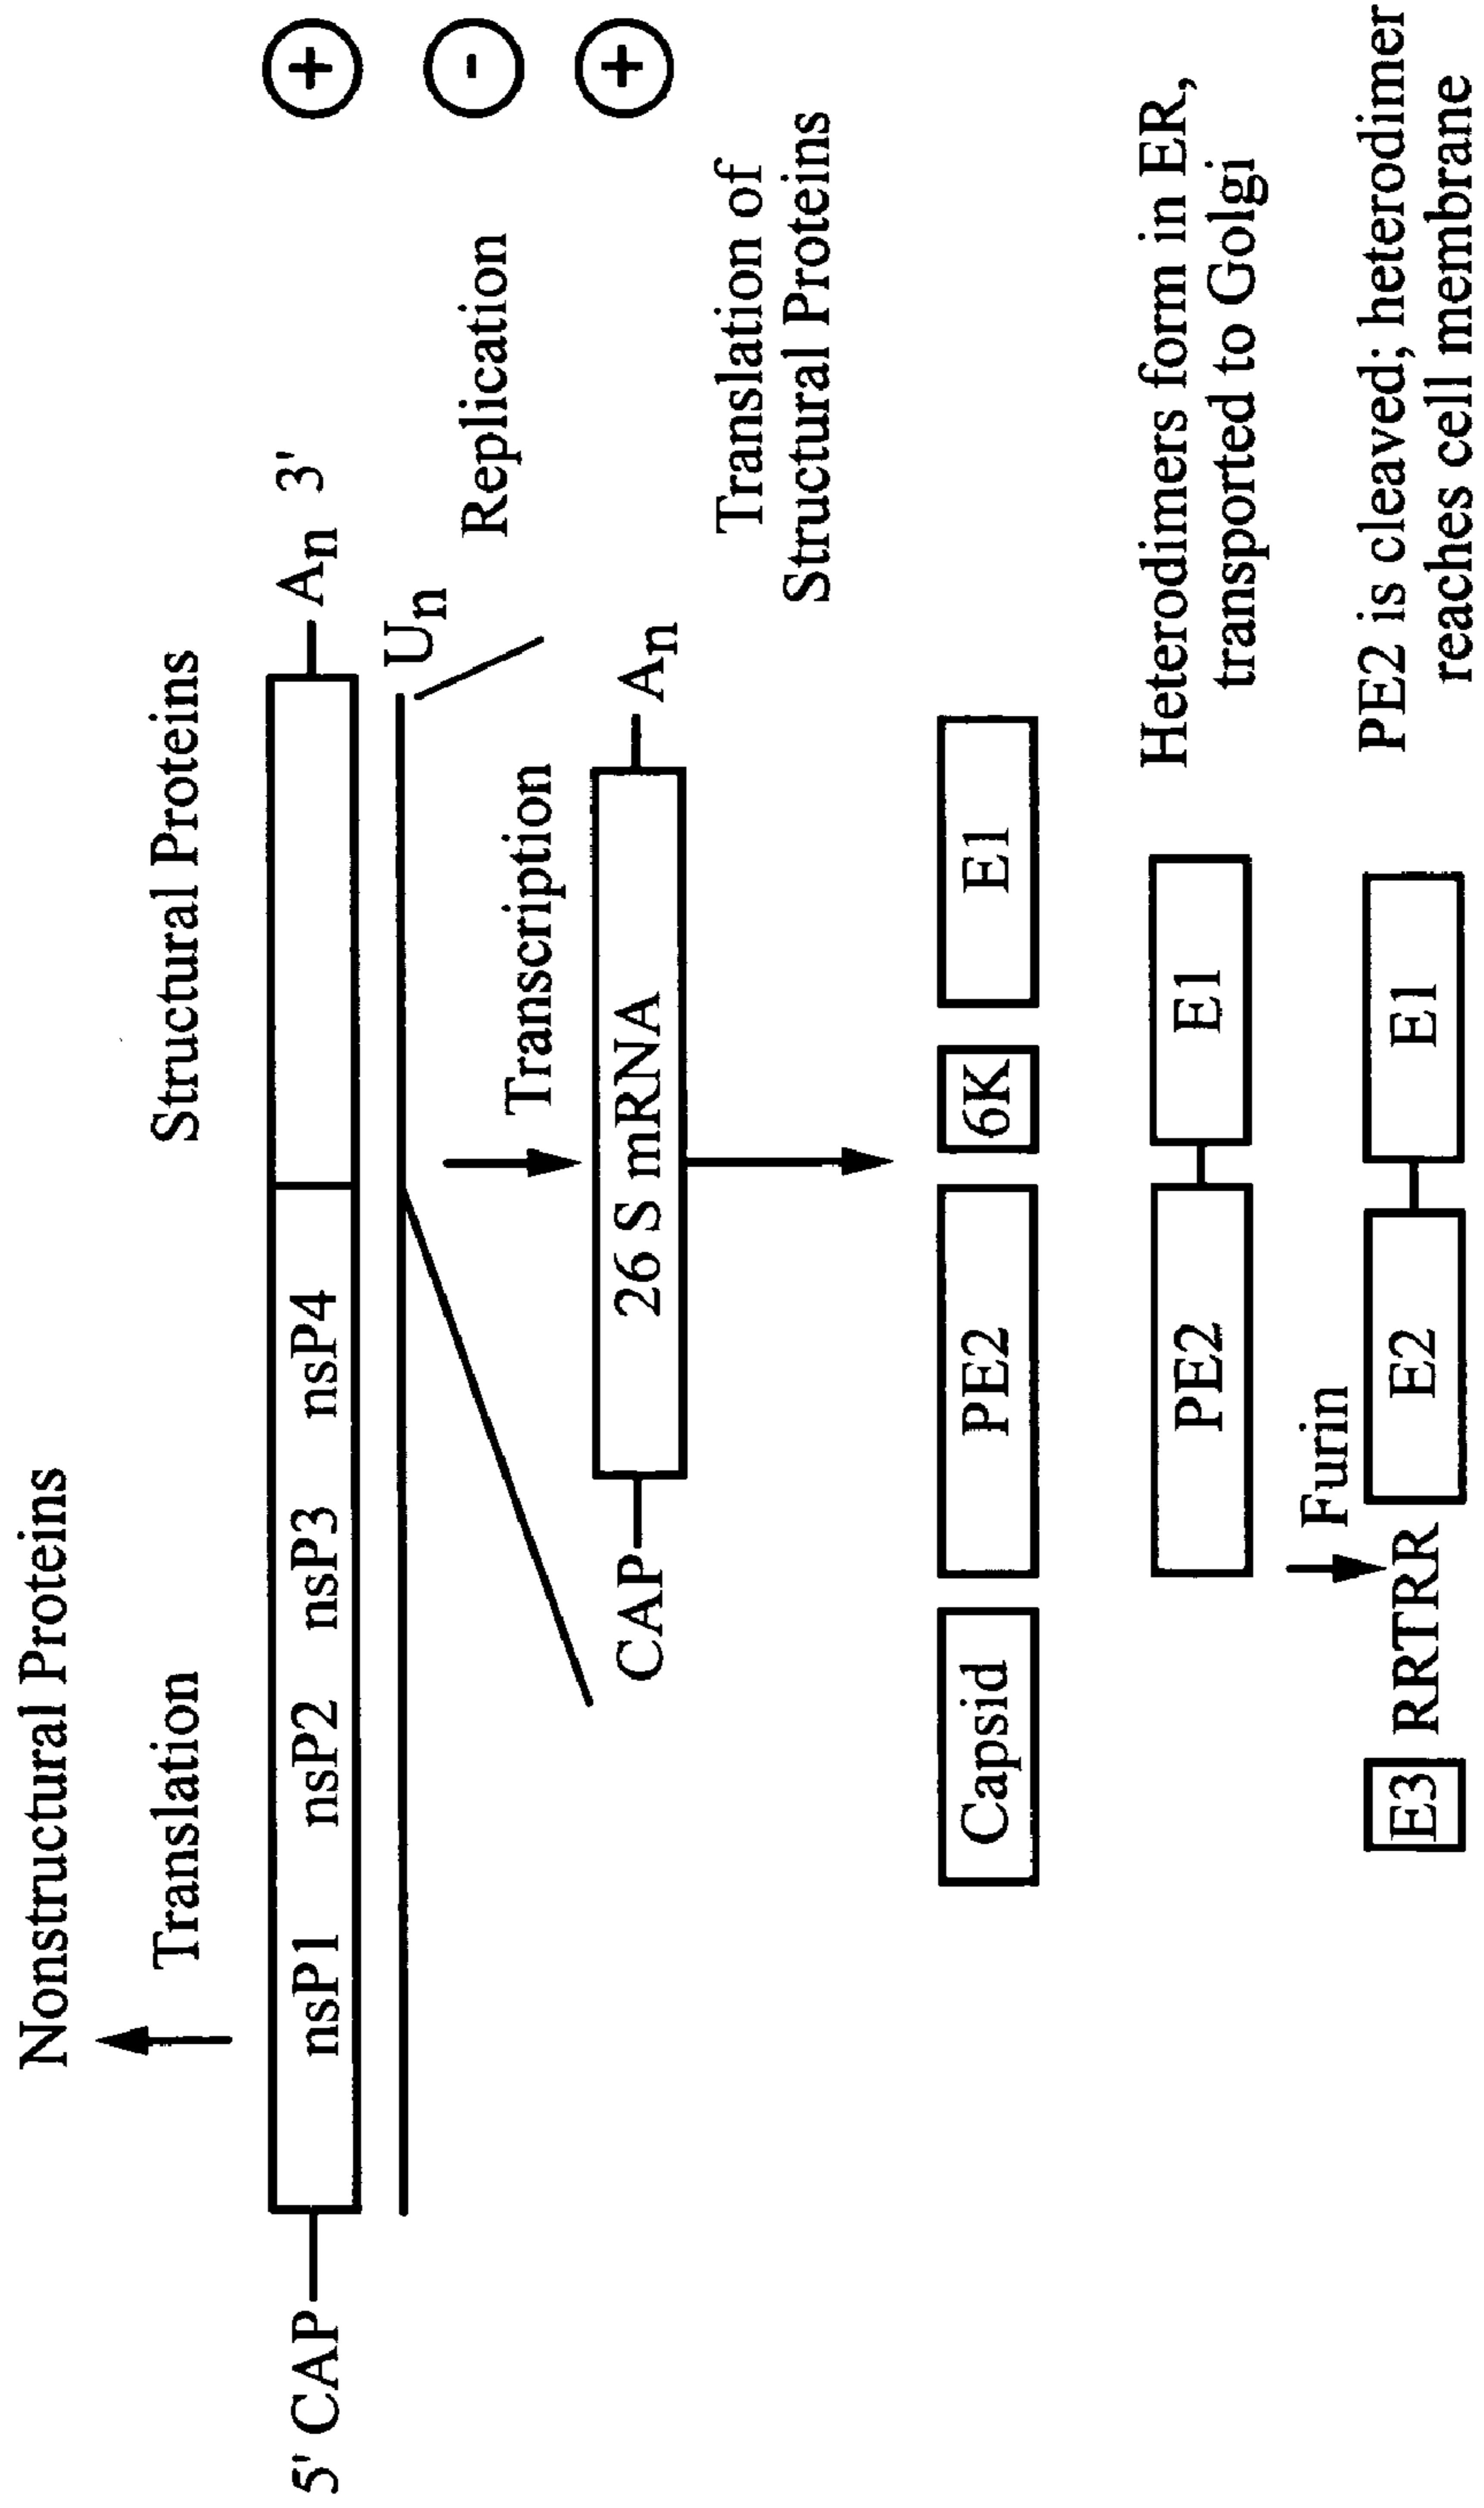 Nonstructural Proteins
Translation
Structural Proteins
5' CAP
nsP1 nsP2 nsP3 nsP4
An 3'
+
Un
-
Replication
Transcription
CAP
26 S mRNA
An
+
Translation of
Structural Proteins
Capsid
PE2
6K
E1
PE2
E1
Heterodimers form in ER,
transported to Golgi
Furin
E3
RRTRR
E2
E1
PE2 is cleaved; heterodimer
reaches cell membrane